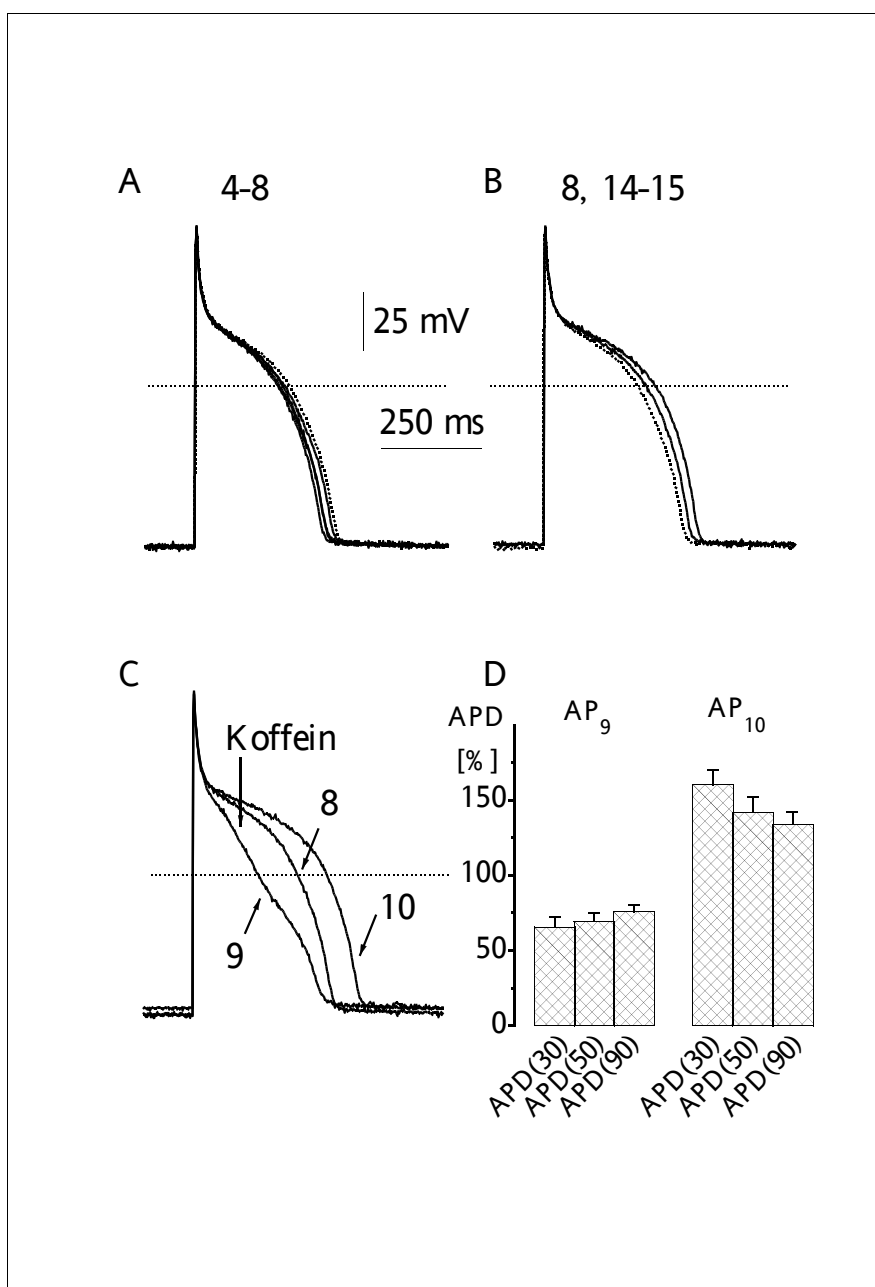 A
4-8
B
8, 14-15
25 mV
250 ms
C
Koffein
8
10
9
D
APD
[%]
AP9
AP10
150
100
50
0
APD(30)
APD(50)
APD(90)
APD(30)
APD(50)
APD(90)